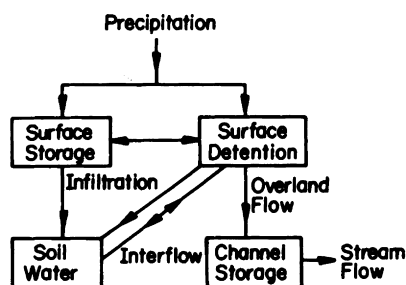 Precipitation
Surface
Storage
Surface
Detention
Infiltration
Overland
Flow
Soil
Water
Interflow
Channel
Storage
Stream
Flow